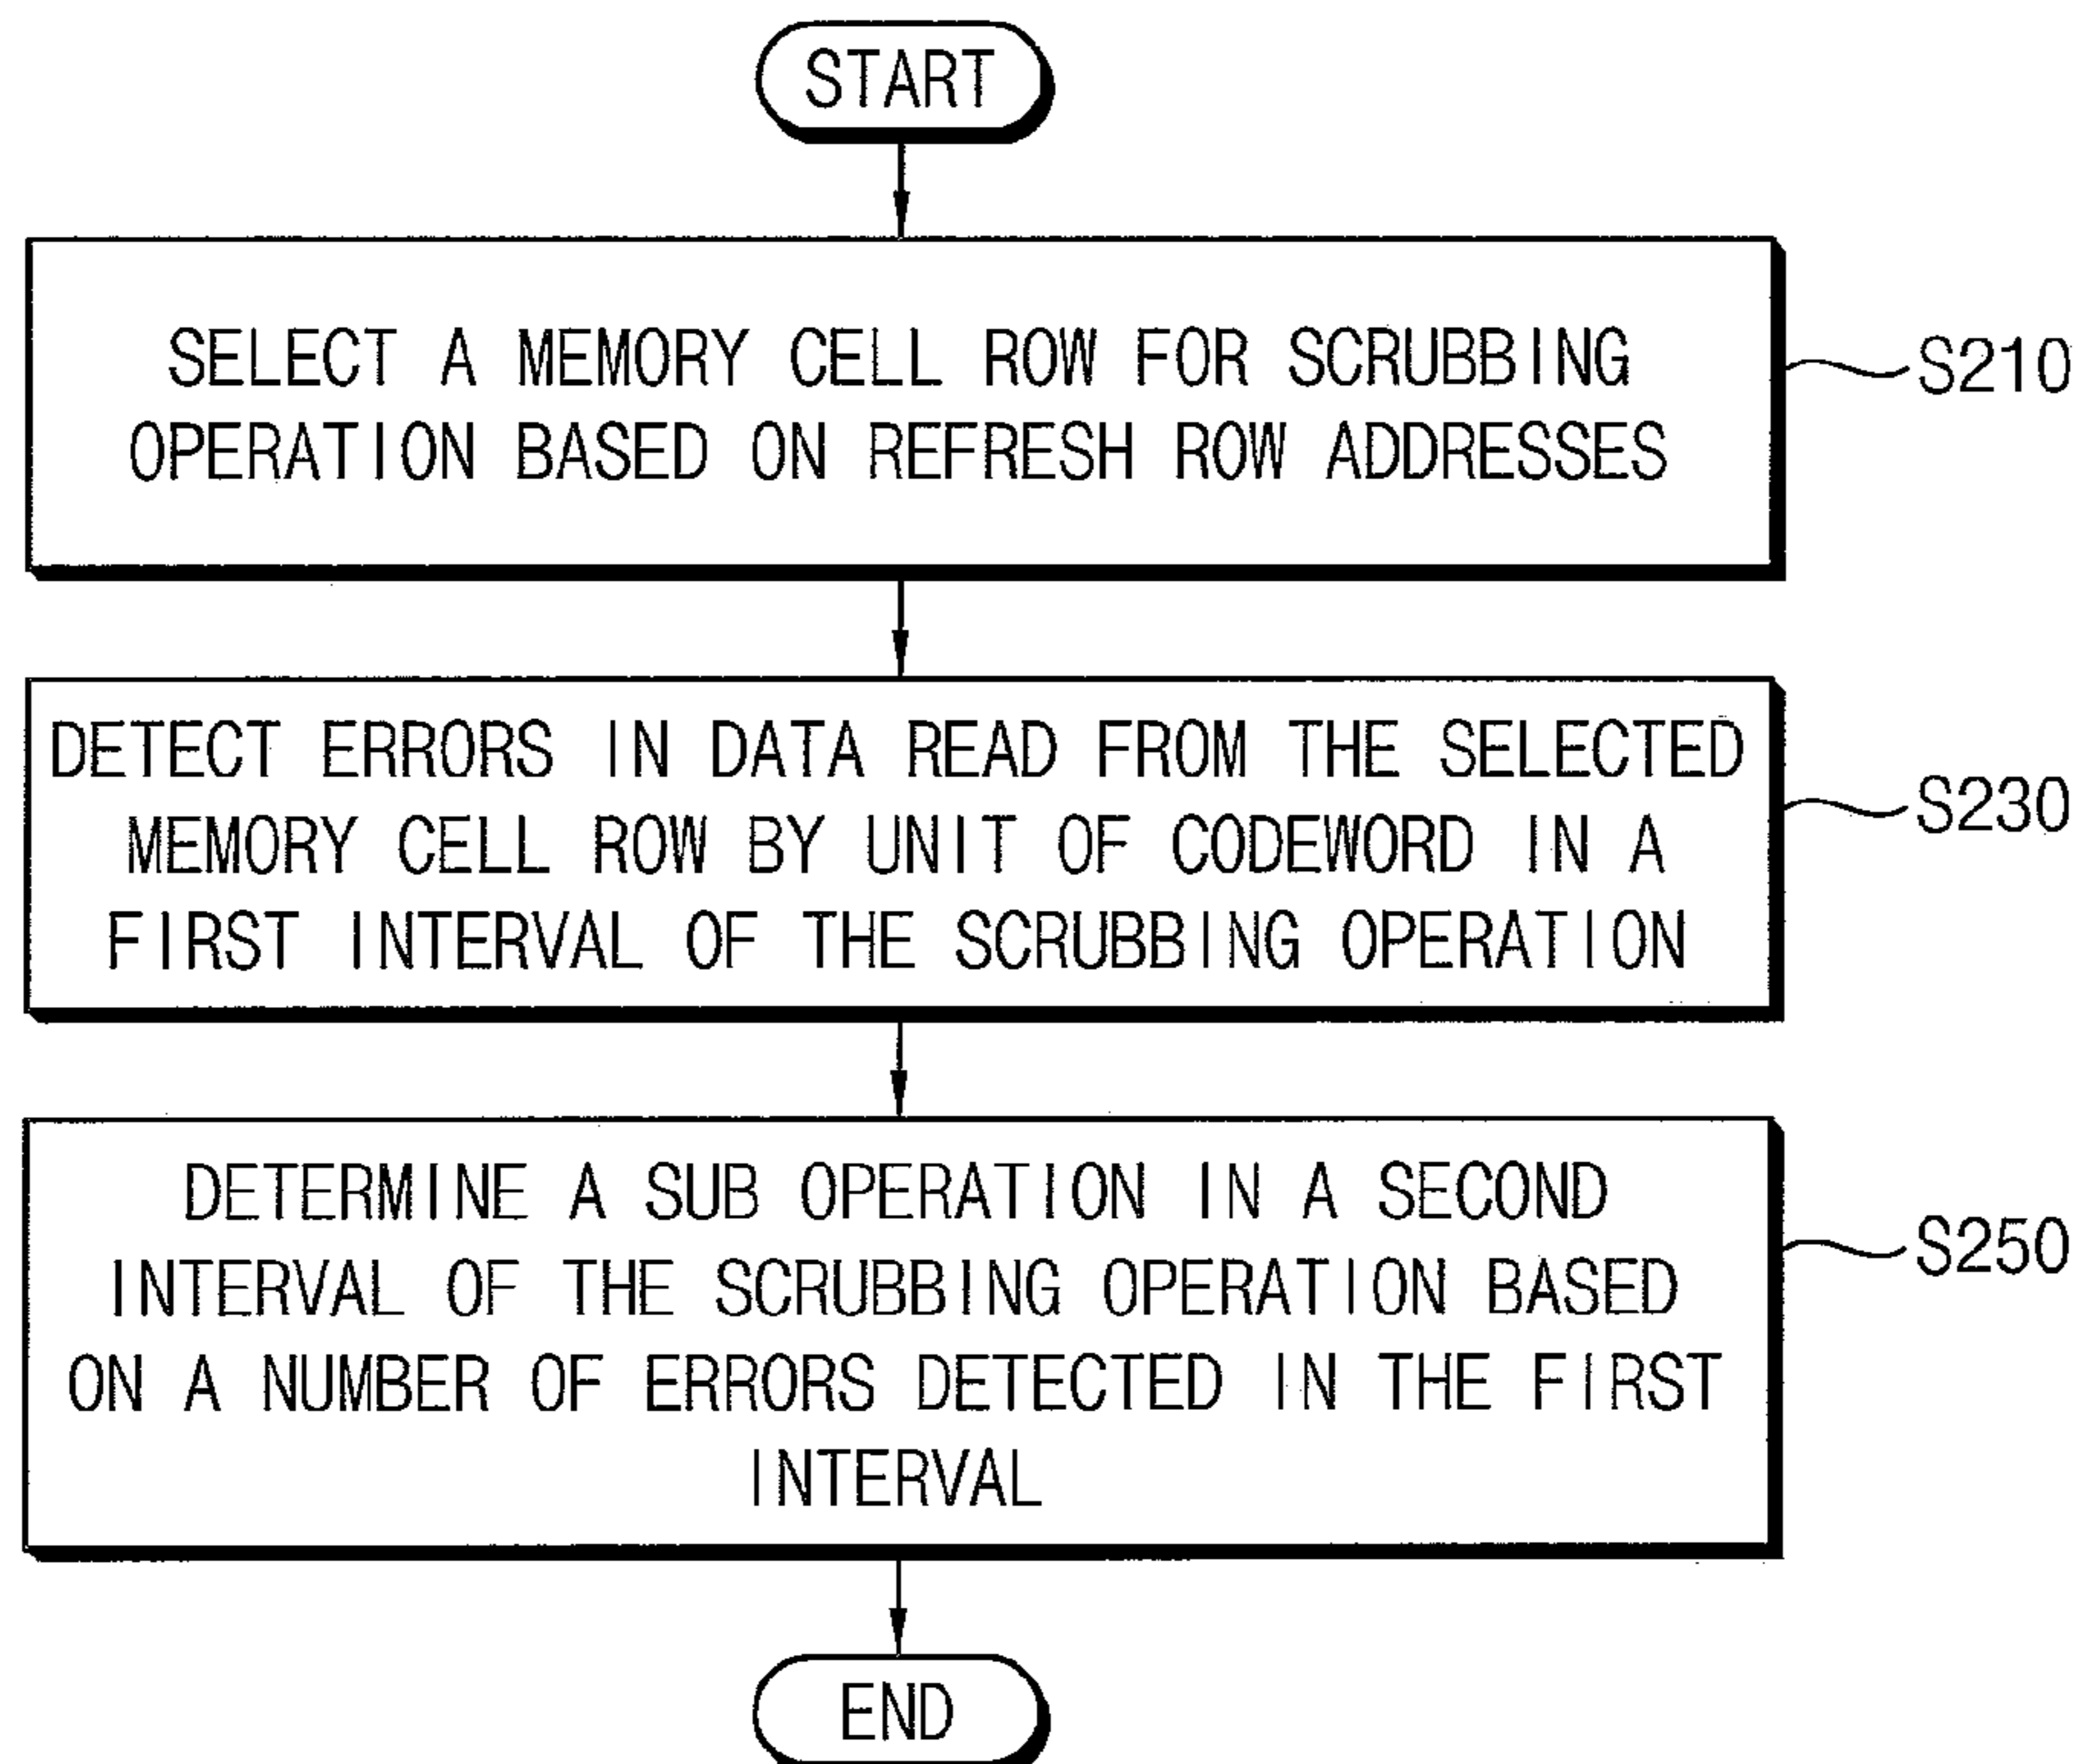 START
SELECT A MEMORY CELL ROW FOR SCRUBBING
OPERATION BASED ON REFRESH ROW ADDRESSES
S210
DETECT ERRORS IN DATA READ FROM THE SELECTED
MEMORY CELL ROW BY UNIT OF CODEWORD IN A
FIRST INTERVAL OF THE SCRUBBING OPERATION
S230
DETERMINE A SUB OPERATION IN A SECOND
INTERVAL OF THE SCRUBBING OPERATION BASED
ON A NUMBER OF ERRORS DETECTED IN THE FIRST
INTERVAL
S250
END